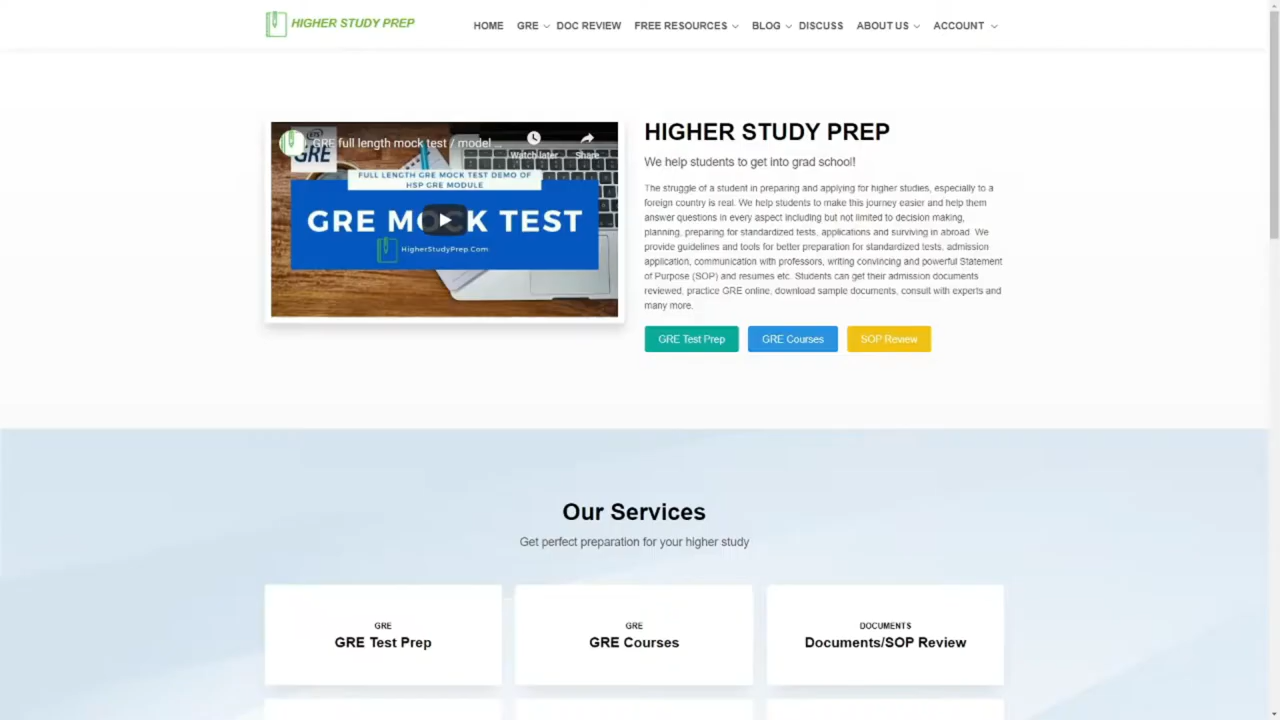 HIGHER STUDY PREP
HOME GRE DOC REVIEW FREE RESOURCES BLOG DISCUSS ABOUT US ACCOUNT
GRE full length mock test / model ...
Watch later
Share
GRE
FULL LENGTH GRE MOCK TEST DEMO OF
HSP GRE MODULE
GRE MOCK TEST
HigherStudyPrep.Com
HIGHER STUDY PREP
We help students to get into grad school!
The struggle of a student in preparing and applying for higher studies, especially to a
foreign country is real. We help students to make this journey easier and help them
answer questions in every aspect including but not limited to decision making,
planning, preparing for standardized tests, applications and surviving in abroad. We
provide guidelines and tools for better preparation for standardized tests, admission
application, communication with professors, writing convincing and powerful Statement
of Purpose (SOP) and resumes etc. Students can get their admission documents
reviewed, practice GRE online, download sample documents, consult with experts and
many more.
GRE Test Prep
GRE Courses
SOP Review
Our Services
Get perfect preparation for your higher study
GRE
GRE Test Prep
GRE
GRE Courses
DOCUMENTS
Documents/SOP Review